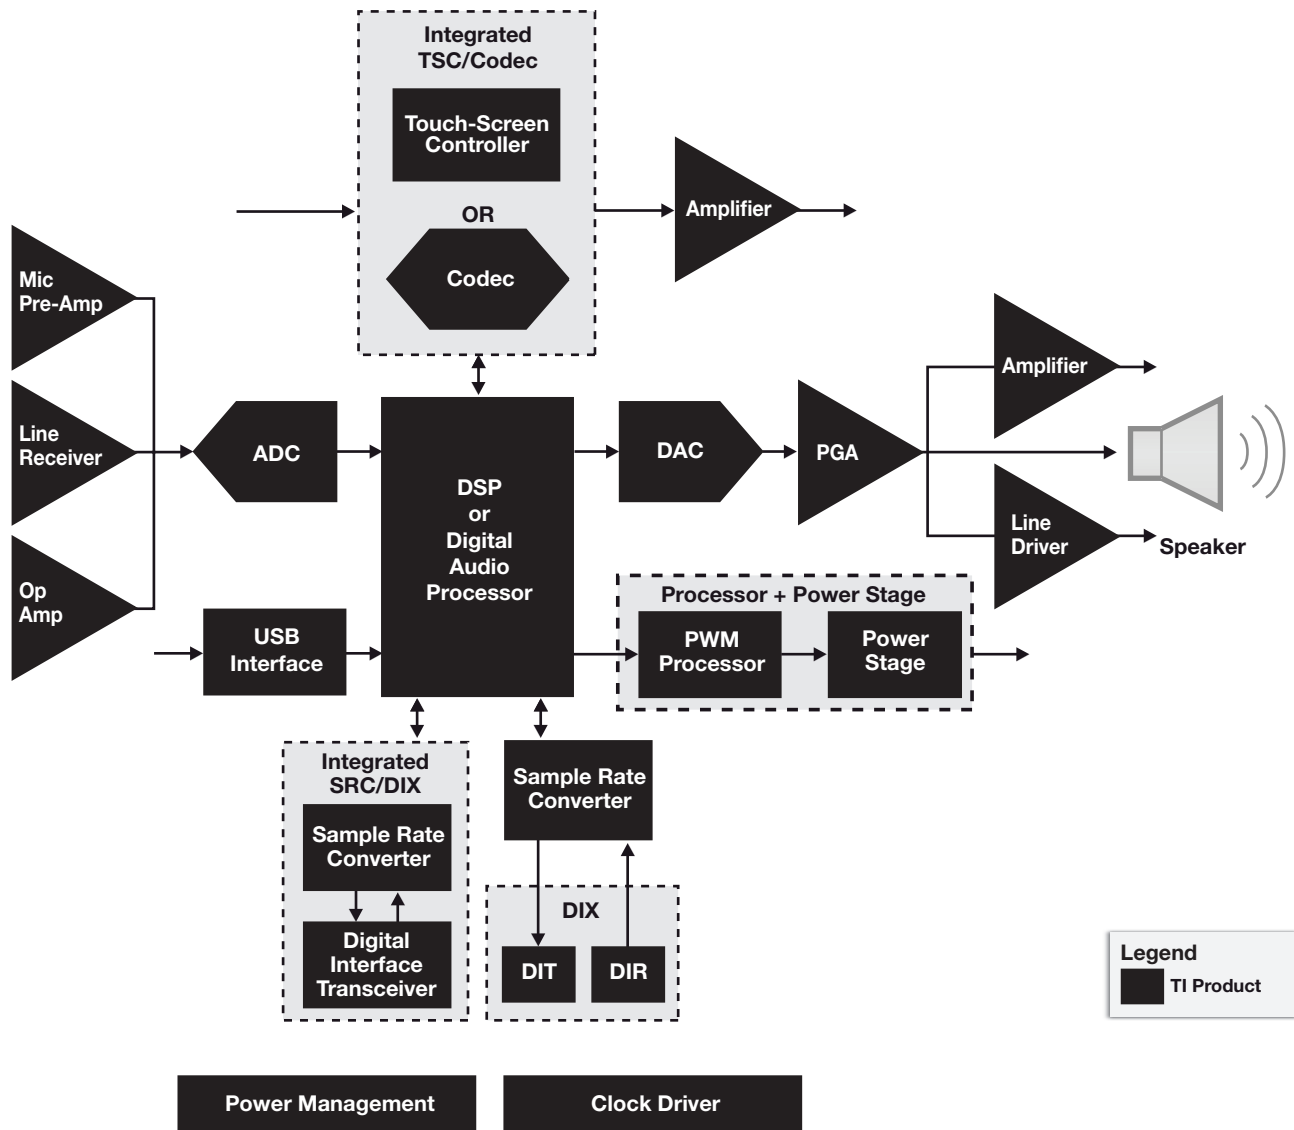 Integrated
TSC/Codec
Touch-Screen
Controller
OR
Codec
Amplifier
Mic
Pre-Amp
Line
Receiver
Op
Amp
ADC
DSP
or
Digital
Audio
Processor
DAC
PGA
Amplifier
Line
Driver
Speaker
USB
Interface
Processor + Power Stage
PWM
Processor
Power
Stage
Integrated
SRC/DIX
Sample Rate
Converter
Digital
Interface
Transceiver
Sample Rate
Converter
DIX
DIT
DIR
Legend
TI Product
Power Management
Clock Driver